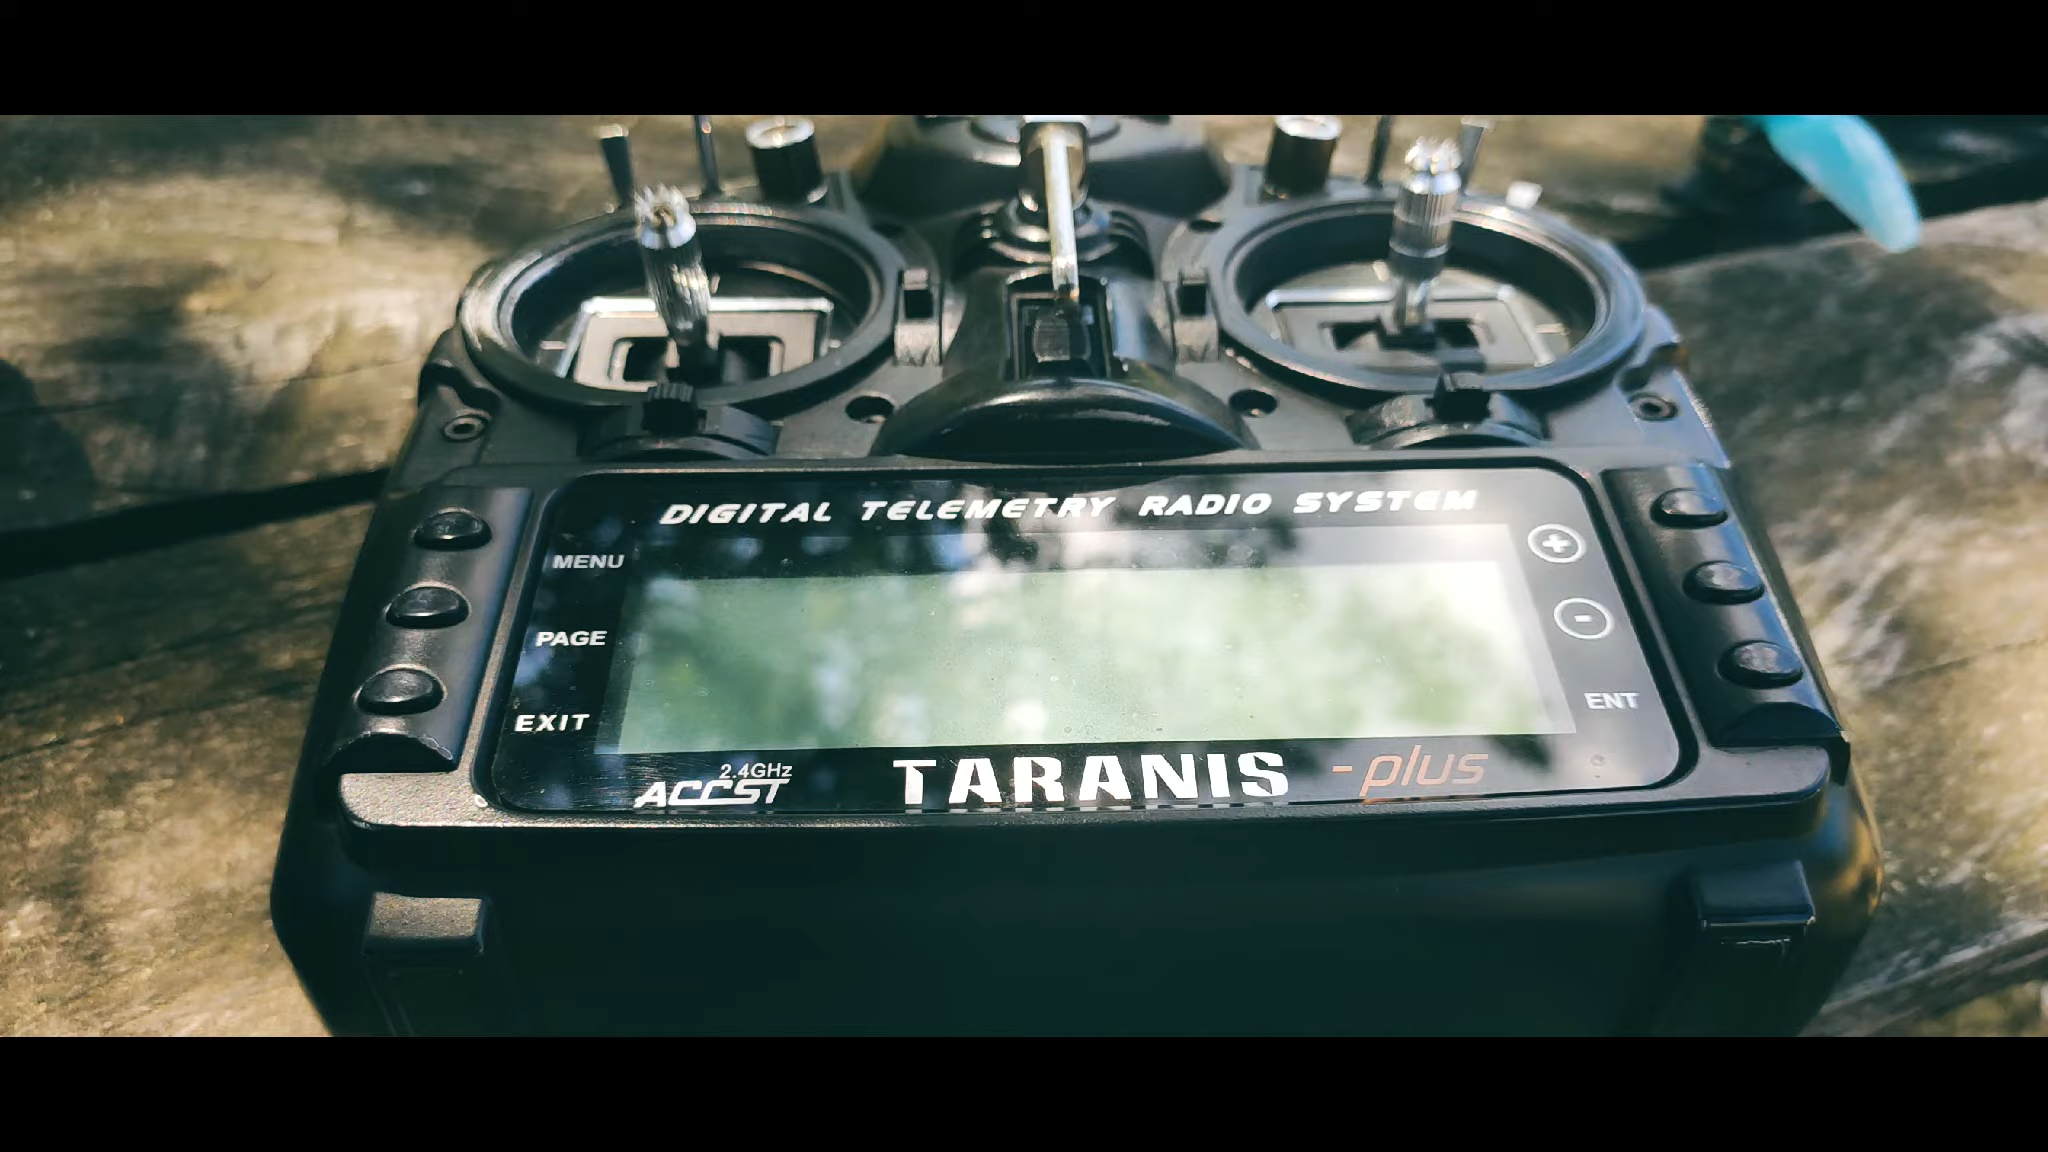 DIGITAL TELEMETRY RADIO SYSTEM
MENU
PAGE
EXIT
+
-
ENT
2.4GHz
ACCST
TARANIS -plus